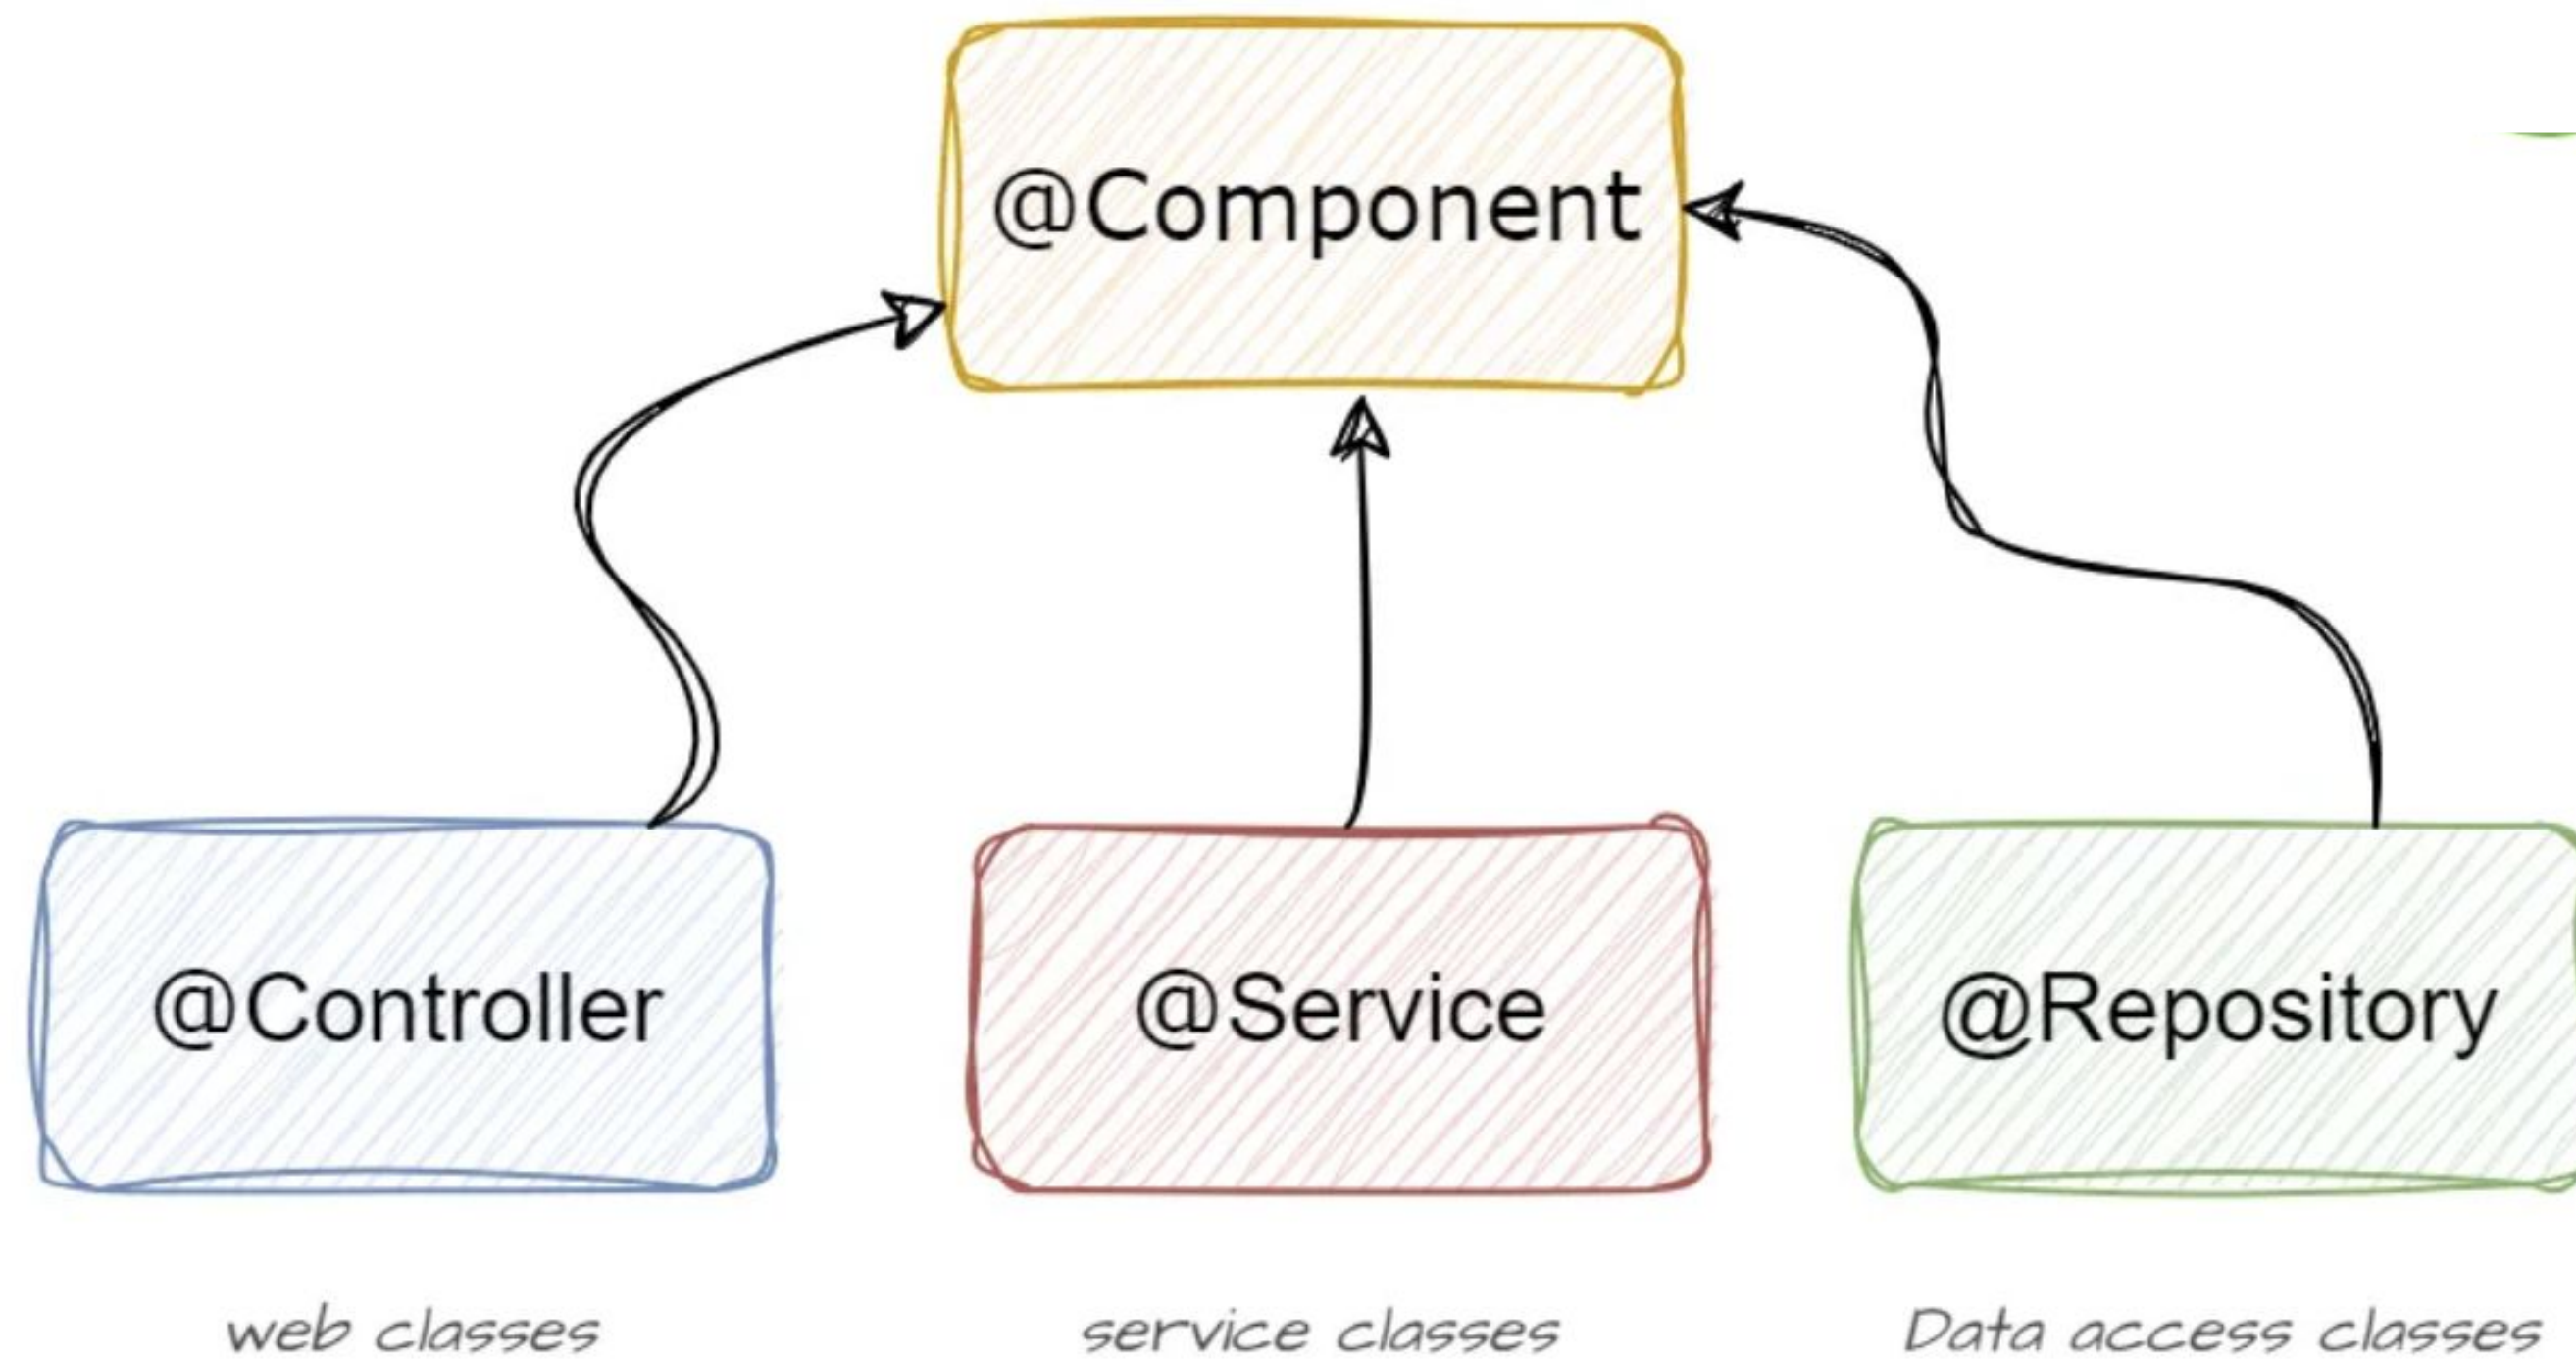 @Component
@Controller
@Service
@Repository
web classes
service classes
Data access classes